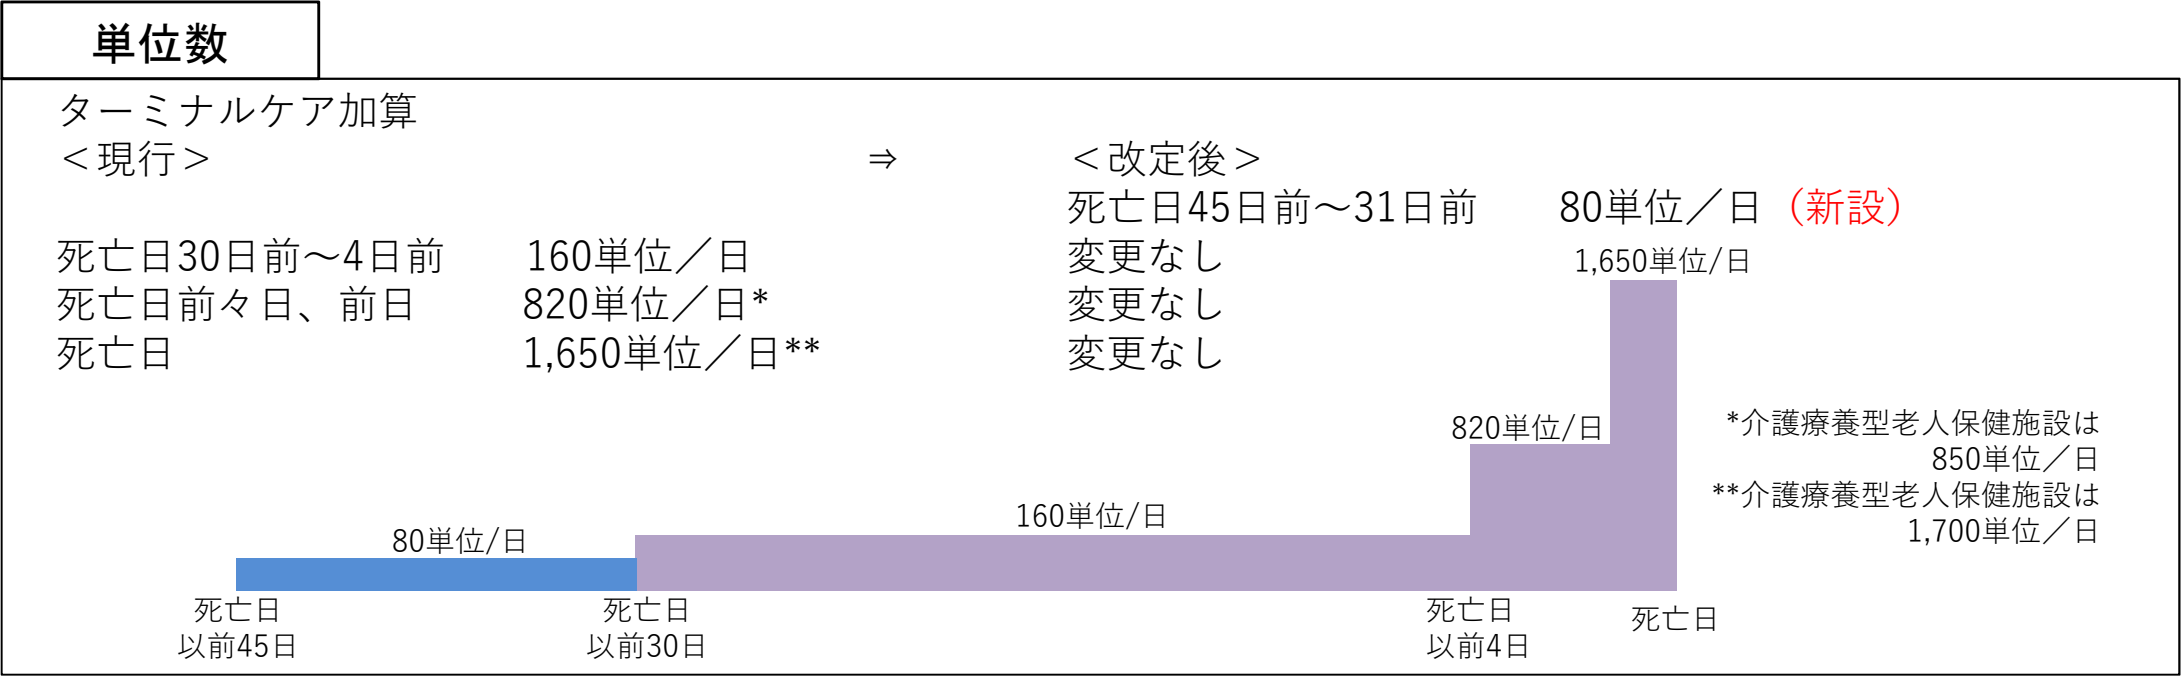 単位数
ターミナルケア加算
＜現行＞ ⇒ ＜改定後＞
死亡日45日前～31日前 80単位／日（新設）
死亡日30日前～4日前 160単位／日 変更なし
死亡日前々日、前日 820単位／日* 変更なし
死亡日 1,650単位／日** 変更なし
1,650単位/日
820単位/日
160単位/日
80単位/日
*介護療養型老人保健施設は
850単位／日
**介護療養型老人保健施設は
1,700単位／日
死亡日
以前45日
死亡日
以前30日
死亡日
以前4日
死亡日